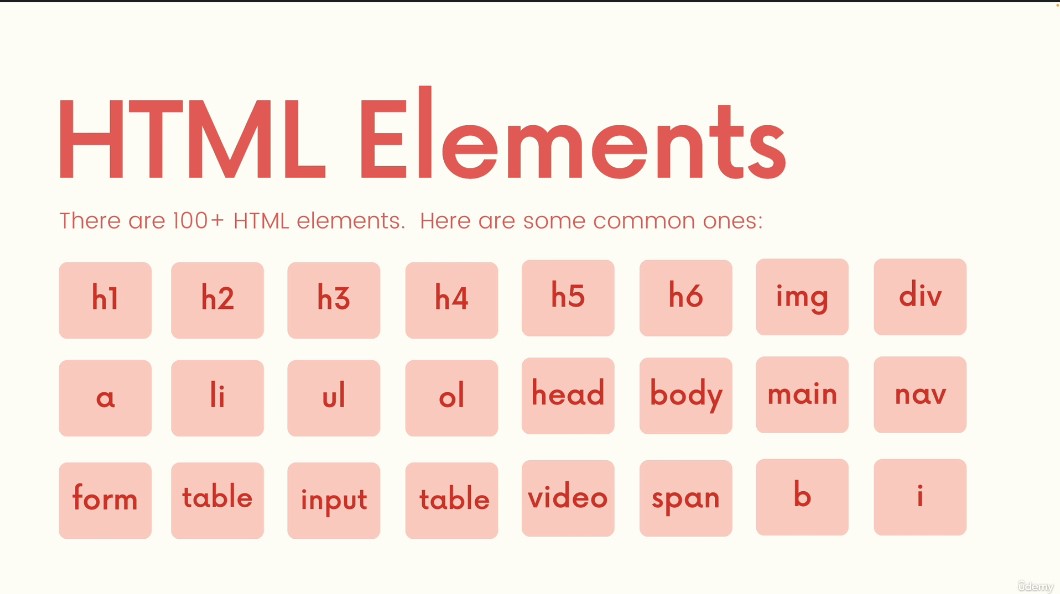 HTML Elements
There are 100+ HTML elements. Here are some common ones:
h1 h2 h3 h4 h5 h6 img div
a li ul ol head body main nav
form table input table video span b i
ûdemy